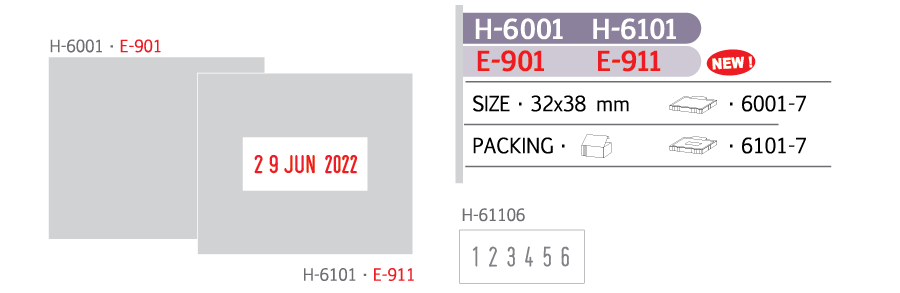 H-6001 · E-901
2 9 JUN 2022
H-6101 · E-911
H-6001 H-6101
E-901 E-911 NEW!
SIZE · 32x38 mm · 6001-7
PACKING · · 6101-7
H-61106
1 2 3 4 5 6